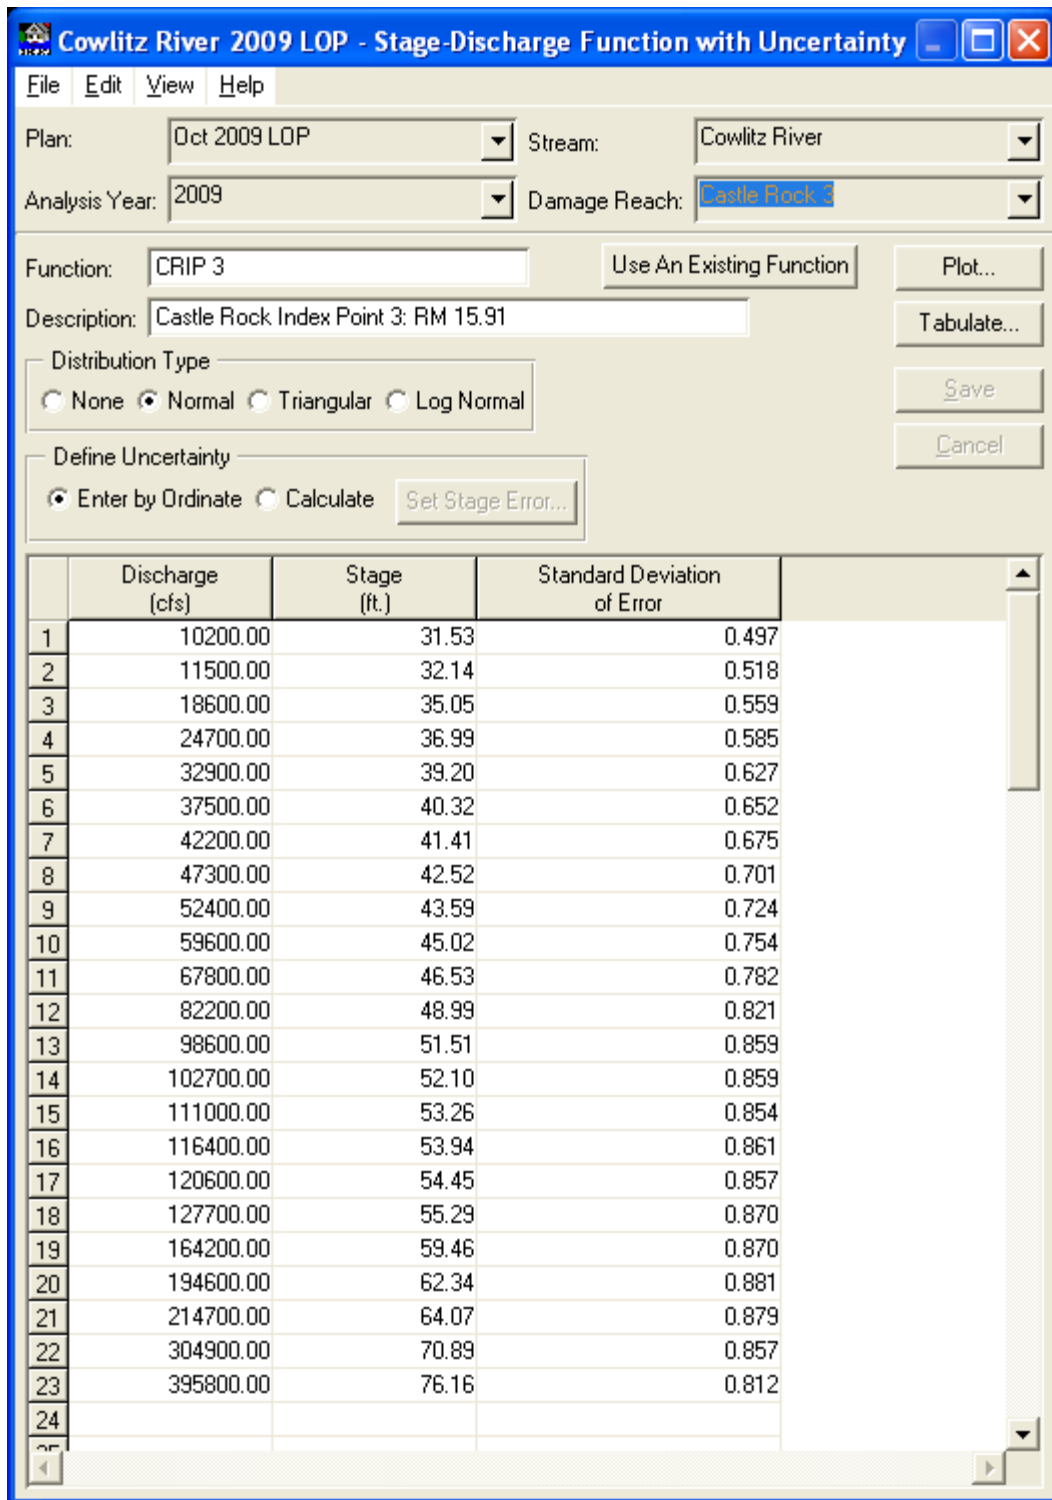 Cowlitz River 2009 LOP - Stage-Discharge Function with Uncertainty
File Edit View Help
Plan: Oct 2009 LOP Stream: Cowlitz River
Analysis Year: 2009 Damage Reach: Castle Rock 3
Function: CRIP 3 Use An Existing Function Plot...
Description: Castle Rock Index Point 3: RM 15.91 Tabulate...
Distribution Type
None Normal Triangular Log Normal Save
Define Uncertainty Cancel
Enter by Ordinate Calculate Set Stage Error...
Discharge Stage Standard Deviation
(cfs) (ft.) of Error
1 10200.00 31.53 0.497
2 11500.00 32.14 0.518
3 18600.00 35.05 0.559
4 24700.00 36.99 0.585
5 32900.00 39.20 0.627
6 37500.00 40.32 0.652
7 42200.00 41.41 0.675
8 47300.00 42.52 0.701
9 52400.00 43.59 0.724
10 59600.00 45.02 0.754
11 67800.00 46.53 0.782
12 82200.00 48.99 0.821
13 98600.00 51.51 0.859
14 102700.00 52.10 0.859
15 111000.00 53.26 0.854
16 116400.00 53.94 0.861
17 120600.00 54.45 0.857
18 127700.00 55.29 0.870
19 164200.00 59.46 0.870
20 194600.00 62.34 0.881
21 214700.00 64.07 0.879
22 304900.00 70.89 0.857
23 395800.00 76.16 0.812
24